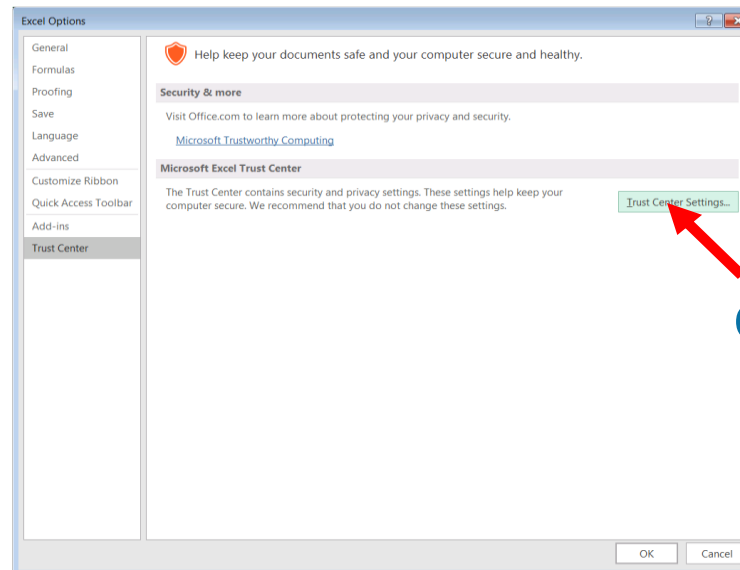 Excel Options
General
Formulas
Proofing
Save
Language
Advanced
Customize Ribbon
Quick Access Toolbar
Add-ins
Trust Center
Help keep your documents safe and your computer secure and healthy.
Security & more
Visit Office.com to learn more about protecting your privacy and security.
Microsoft Trustworthy Computing
Microsoft Excel Trust Center
The Trust Center contains security and privacy settings. These settings help keep your
computer secure. We recommend that you do not change these settings.
Trust Center Settings...
OK
Cancel